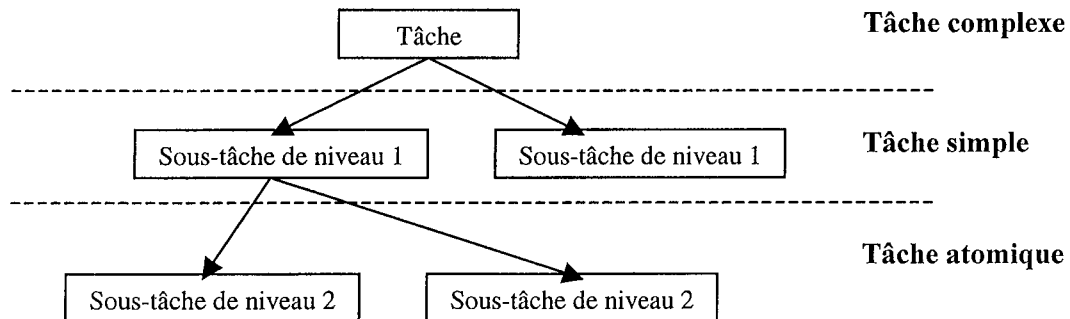 Tâche
Tâche complexe
Sous-tâche de niveau 1
Sous-tâche de niveau 1
Tâche simple
Tâche atomique
Sous-tâche de niveau 2
Sous-tâche de niveau 2